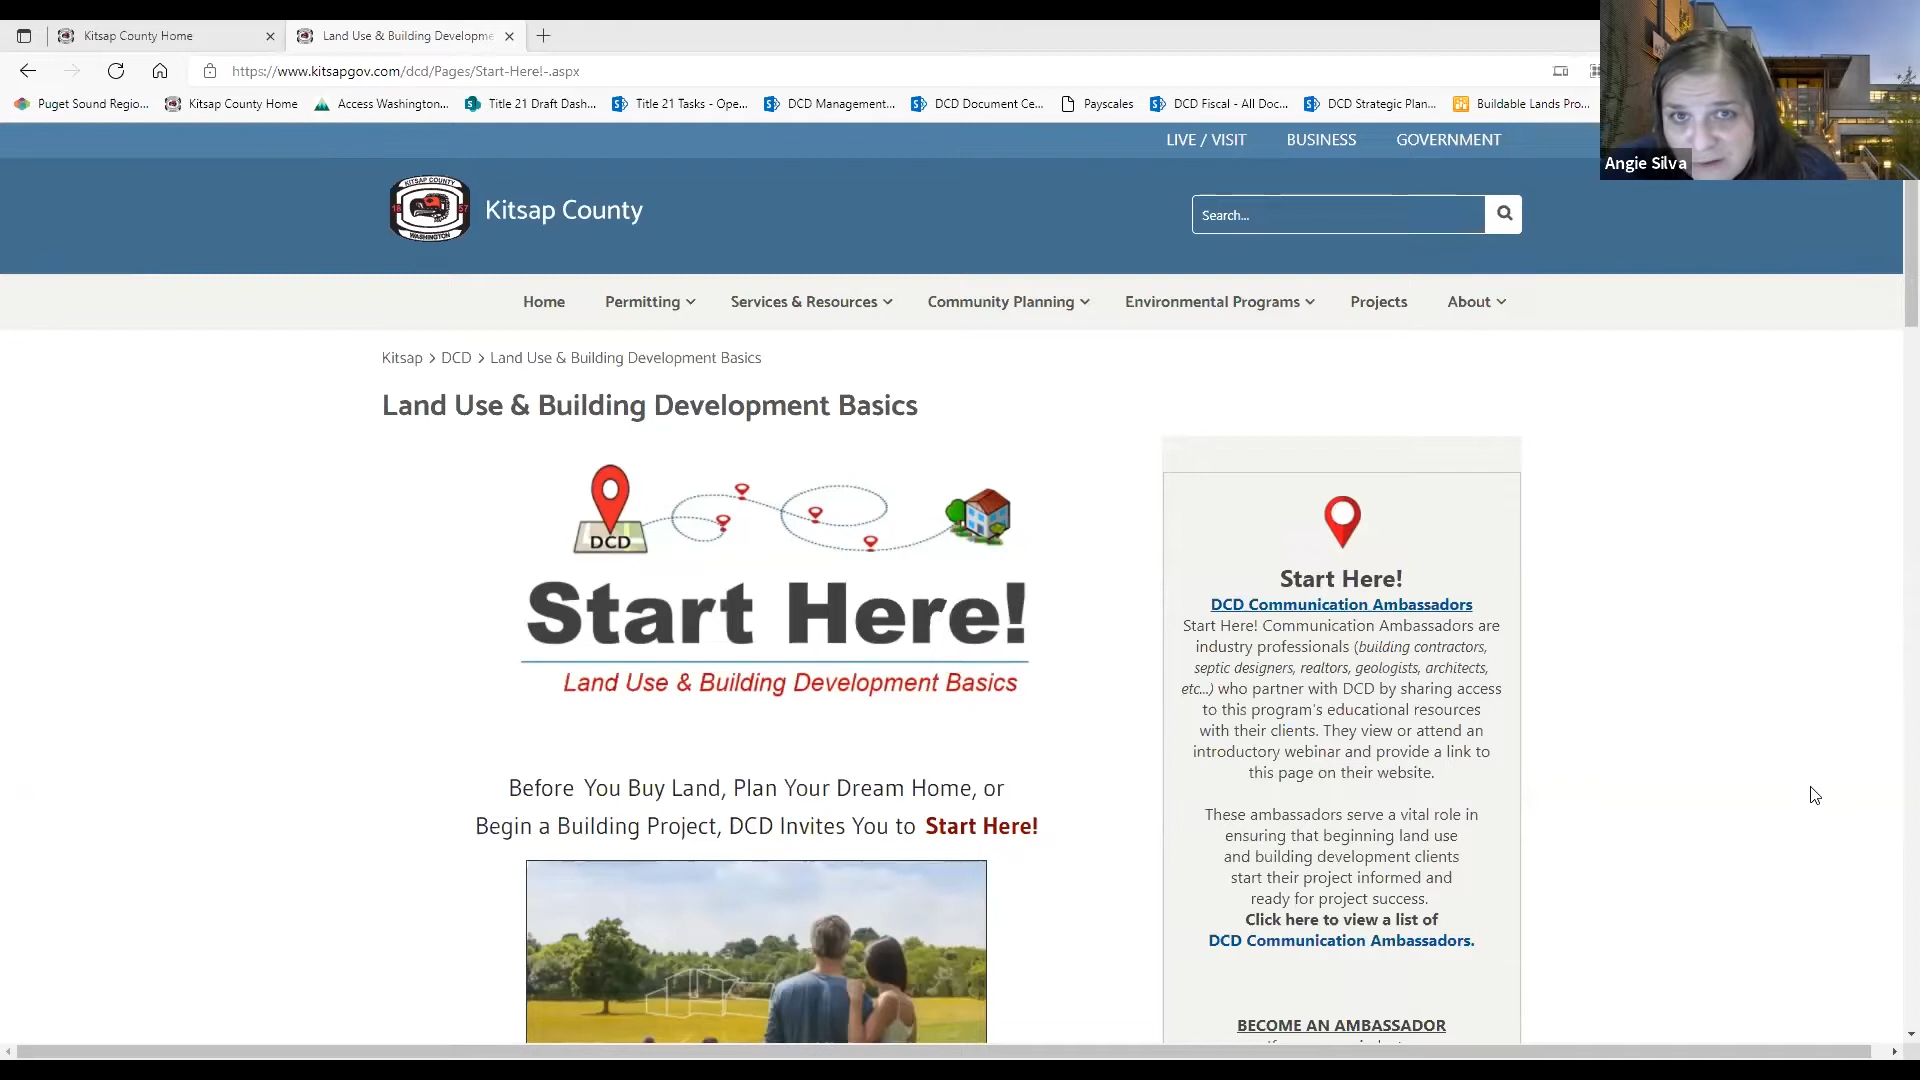 Kitsap County Home
Land Use & Building Developme
https://www.kitsapgov.com/dcd/Pages/Start-Here!-.aspx
Puget Sound Regio...
Kitsap County Home
Access Washington...
Title 21 Draft Dash...
Title 21 Tasks - Ope...
DCD Management...
DCD Document Ce...
Payscales
DCD Fiscal - All Doc...
DCD Strategic Plan...
Buildable Lands Pro...
Angie Silva
LIVE / VISIT
BUSINESS
GOVERNMENT
KITSAP COUNTY
18 57
WASHINGTON
Kitsap County
Search...
Home
Permitting
Services & Resources
Community Planning
Environmental Programs
Projects
About
Kitsap > DCD > Land Use & Building Development Basics
Land Use & Building Development Basics
DCD
Start Here!
Land Use & Building Development Basics
Before You Buy Land, Plan Your Dream Home, or
Begin a Building Project, DCD Invites You to Start Here!
Start Here!
DCD Communication Ambassadors
Start Here! Communication Ambassadors are
industry professionals (building contractors,
septic designers, realtors, geologists, architects,
etc...) who partner with DCD by sharing access
to this program's educational resources
with their clients. They view or attend an
introductory webinar and provide a link to
this page on their website.
These ambassadors serve a vital role in
ensuring that beginning land use
and building development clients
start their project informed and
ready for project success.
Click here to view a list of
DCD Communication Ambassadors.
BECOME AN AMBASSADOR